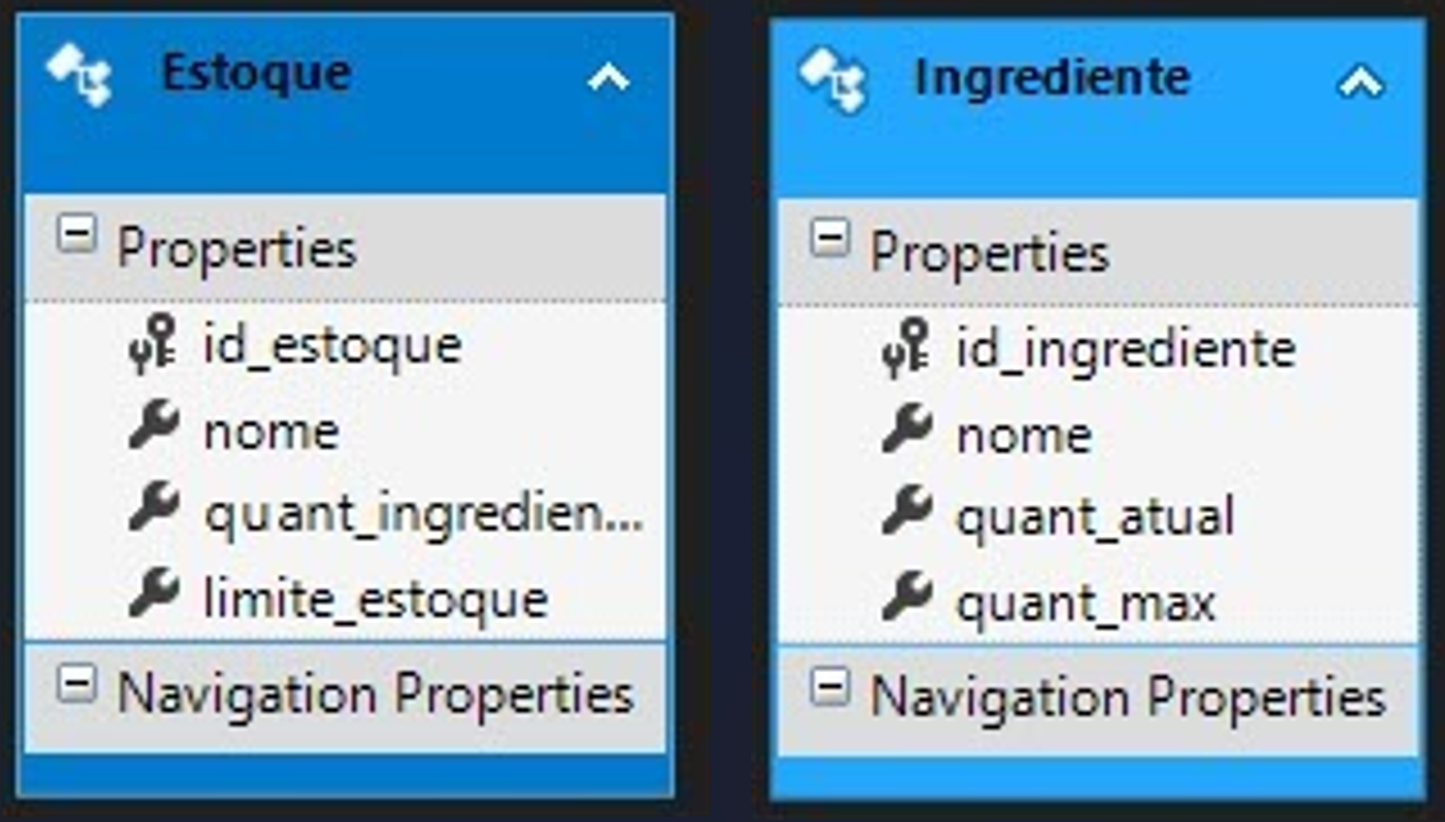 Estoque
Properties
id_estoque
nome
quant_ingredien...
limite_estoque
Navigation Properties
Ingrediente
Properties
id_ingrediente
nome
quant_atual
quant_max
Navigation Properties